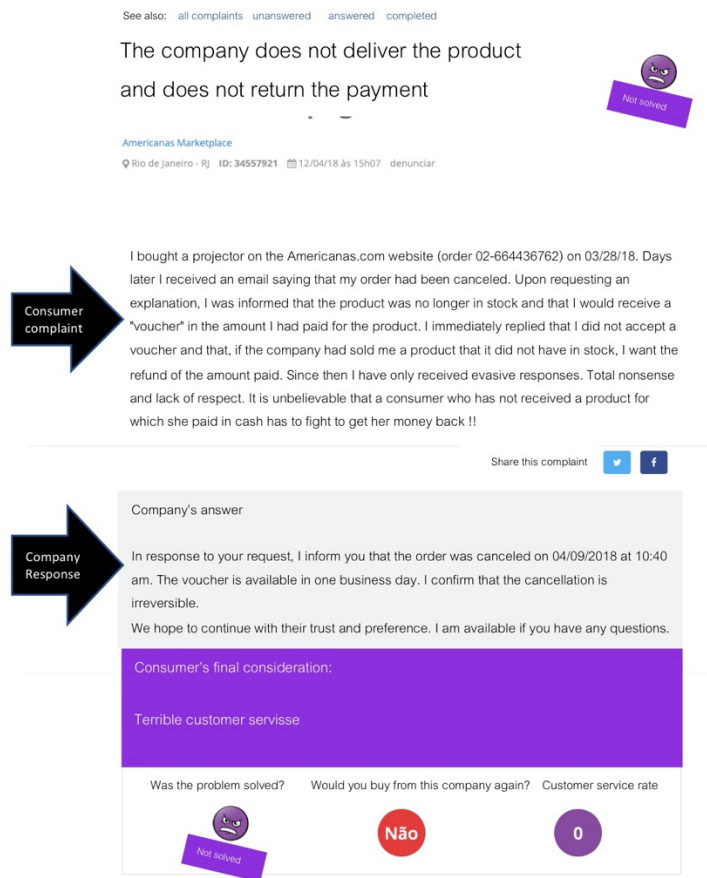 See also: all complaints unanswered answered completed
The company does not deliver the product
and does not return the payment
Not solved
Americanas Marketplace
Rio de Janeiro - RJ ID: 34557921 12/04/18 às 15h07 denunciar
Consumer
complaint
I bought a projector on the Americanas.com website (order 02-664436762) on 03/28/18. Days
later I received an email saying that my order had been canceled. Upon requesting an
explanation, I was informed that the product was no longer in stock and that I would receive a
"voucher" in the amount I had paid for the product. I immediately replied that I did not accept a
voucher and that, if the company had sold me a product that it did not have in stock, I want the
refund of the amount paid. Since then I have only received evasive responses. Total nonsense
and lack of respect. It is unbelievable that a consumer who has not received a product for
which she paid in cash has to fight to get her money back !!
Share this complaint
Company
Response
Company's answer
In response to your request, I inform you that the order was canceled on 04/09/2018 at 10:40
am. The voucher is available in one business day. I confirm that the cancellation is
irreversible.
We hope to continue with their trust and preference. I am available if you have any questions.
Consumer's final consideration:
Terrible customer servisse
Was the problem solved? Would you buy from this company again? Customer service rate
Não
0
Not solved